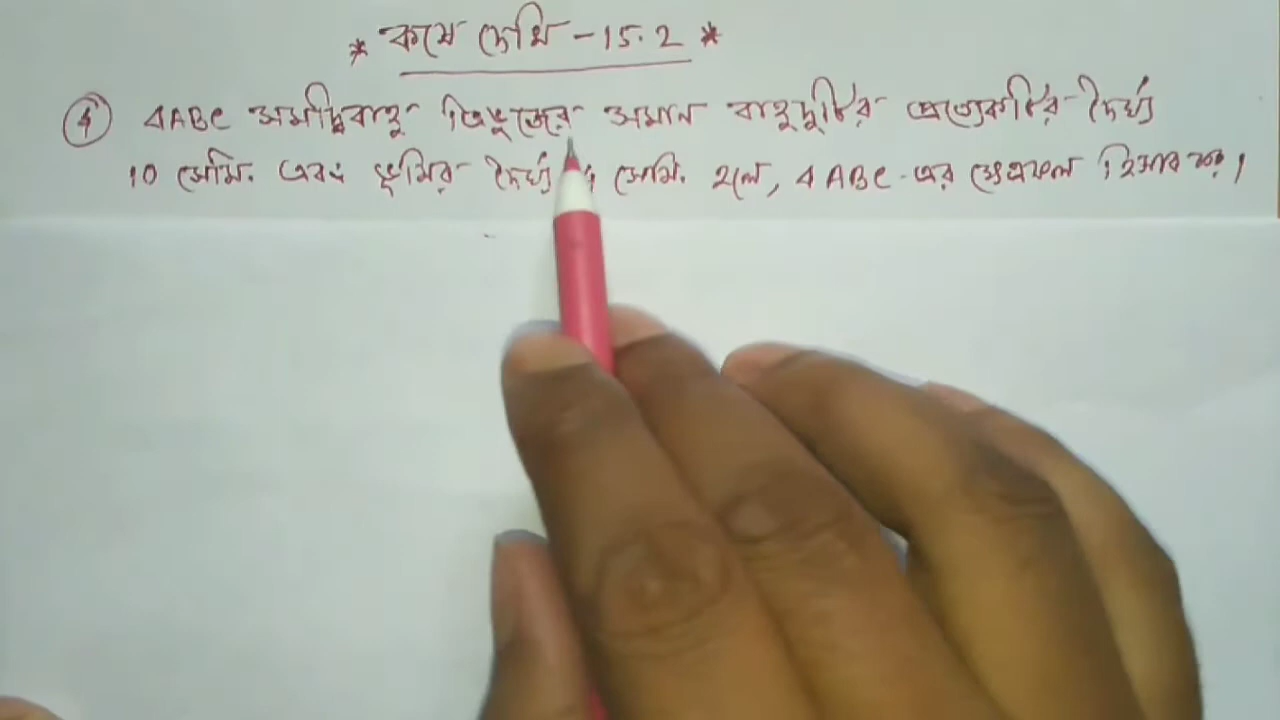 * কষে দেখি - 15.2 *
④ ΔABC সমদ্বিবাহু ত্রিভুজের সমান বাহুদুটির প্রত্যেকটির দৈর্ঘ্য
10 সেমি. এবং ভূমির দৈর্ঘ্য সেমি. হলে, ΔABC-এর ক্ষেত্রফল হিসাব কর।